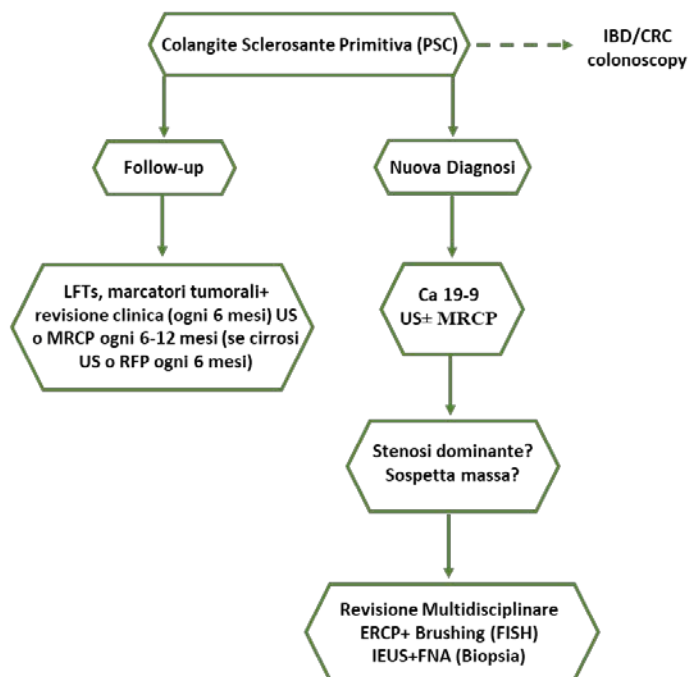 Colangite Sclerosante Primitiva (PSC)
IBD/CRC
colonoscopy
Follow-up
Nuova Diagnosi
LFTs, marcatori tumorali+
revisione clinica (ogni 6 mesi) US
o MRCP ogni 6-12 mesi (se cirrosi
US o RFP ogni 6 mesi)
Ca 19-9
US± MRCP
Stenosi dominante?
Sospetta massa?
Revisione Multidisciplinare
ERCP+ Brushing (FISH)
IEUS+FNA (Biopsia)